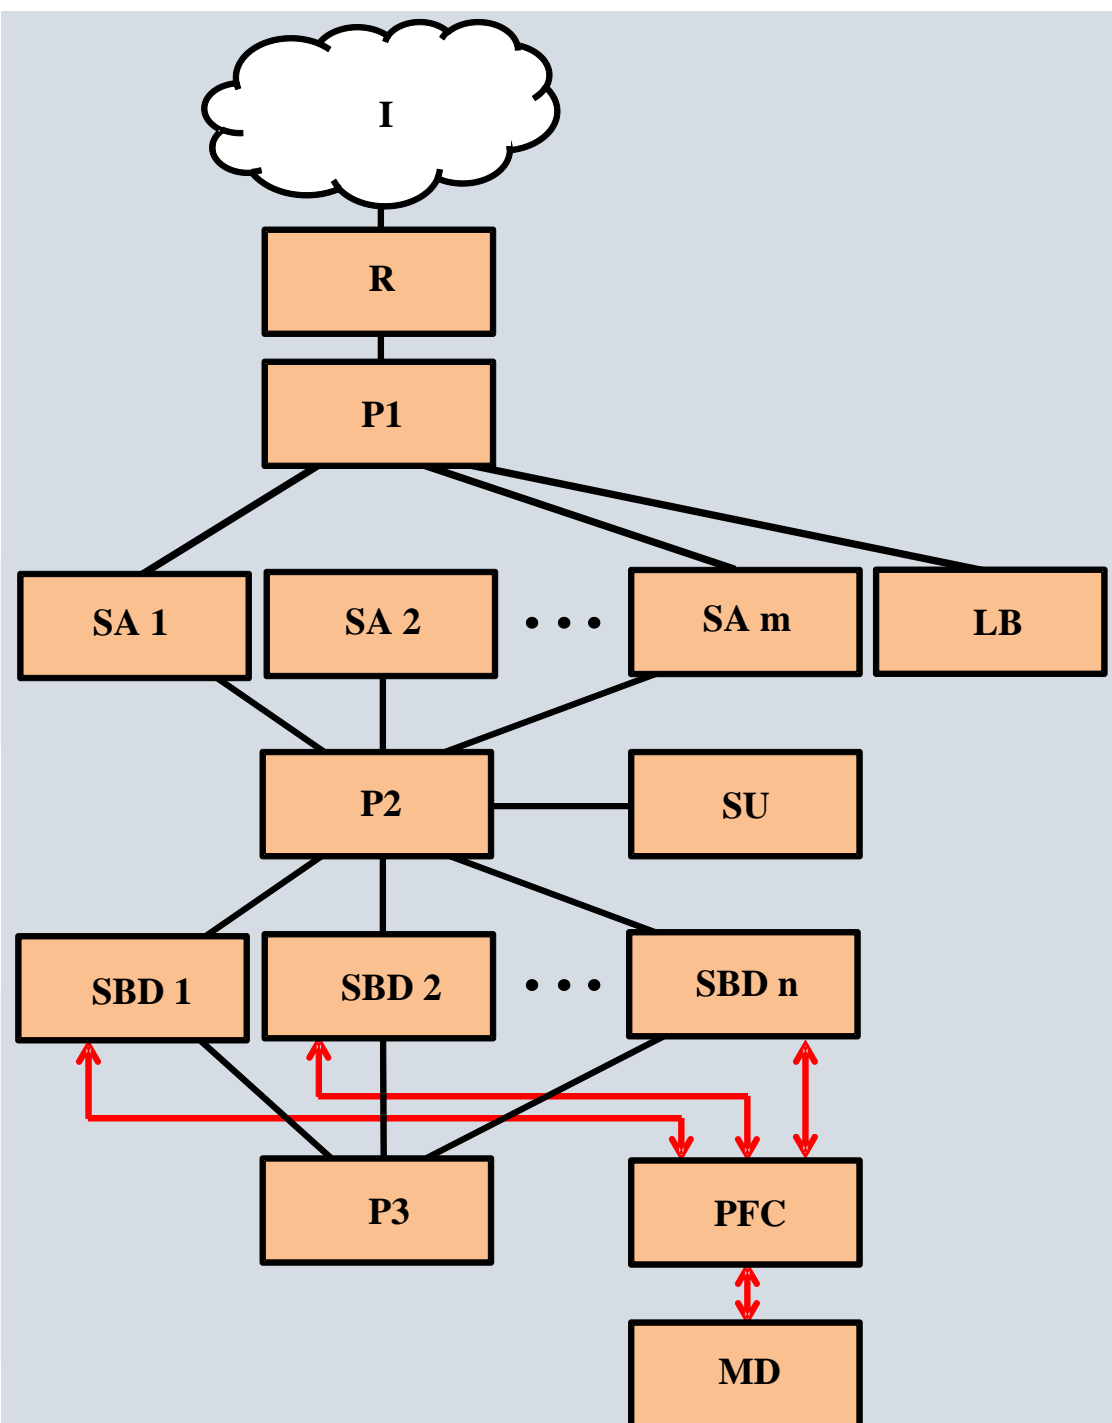 I
R
P1
SA 1
SA 2
• • •
SA m
LB
P2
SU
SBD 1
SBD 2
• • •
SBD n
P3
PFC
MD